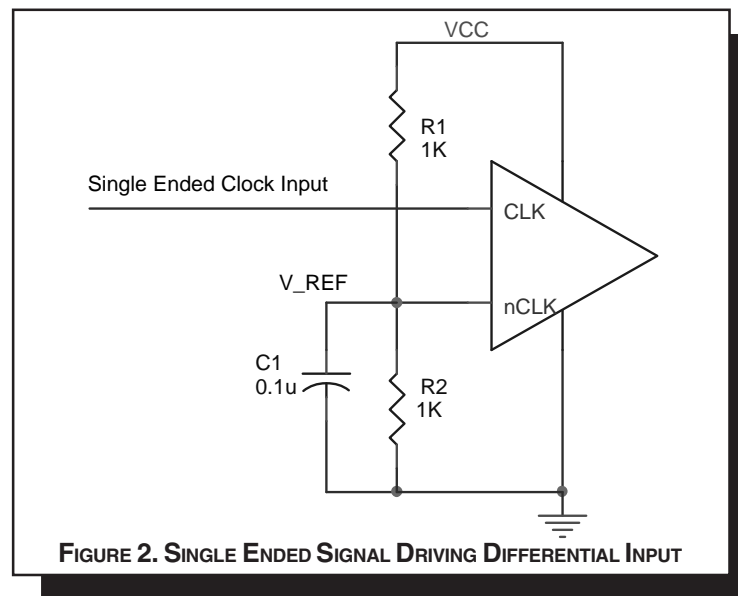 VCC
R1
1K
Single Ended Clock Input
CLK
V_REF
nCLK
C1
0.1u
R2
1K
FIGURE 2. SINGLE ENDED SIGNAL DRIVING DIFFERENTIAL INPUT